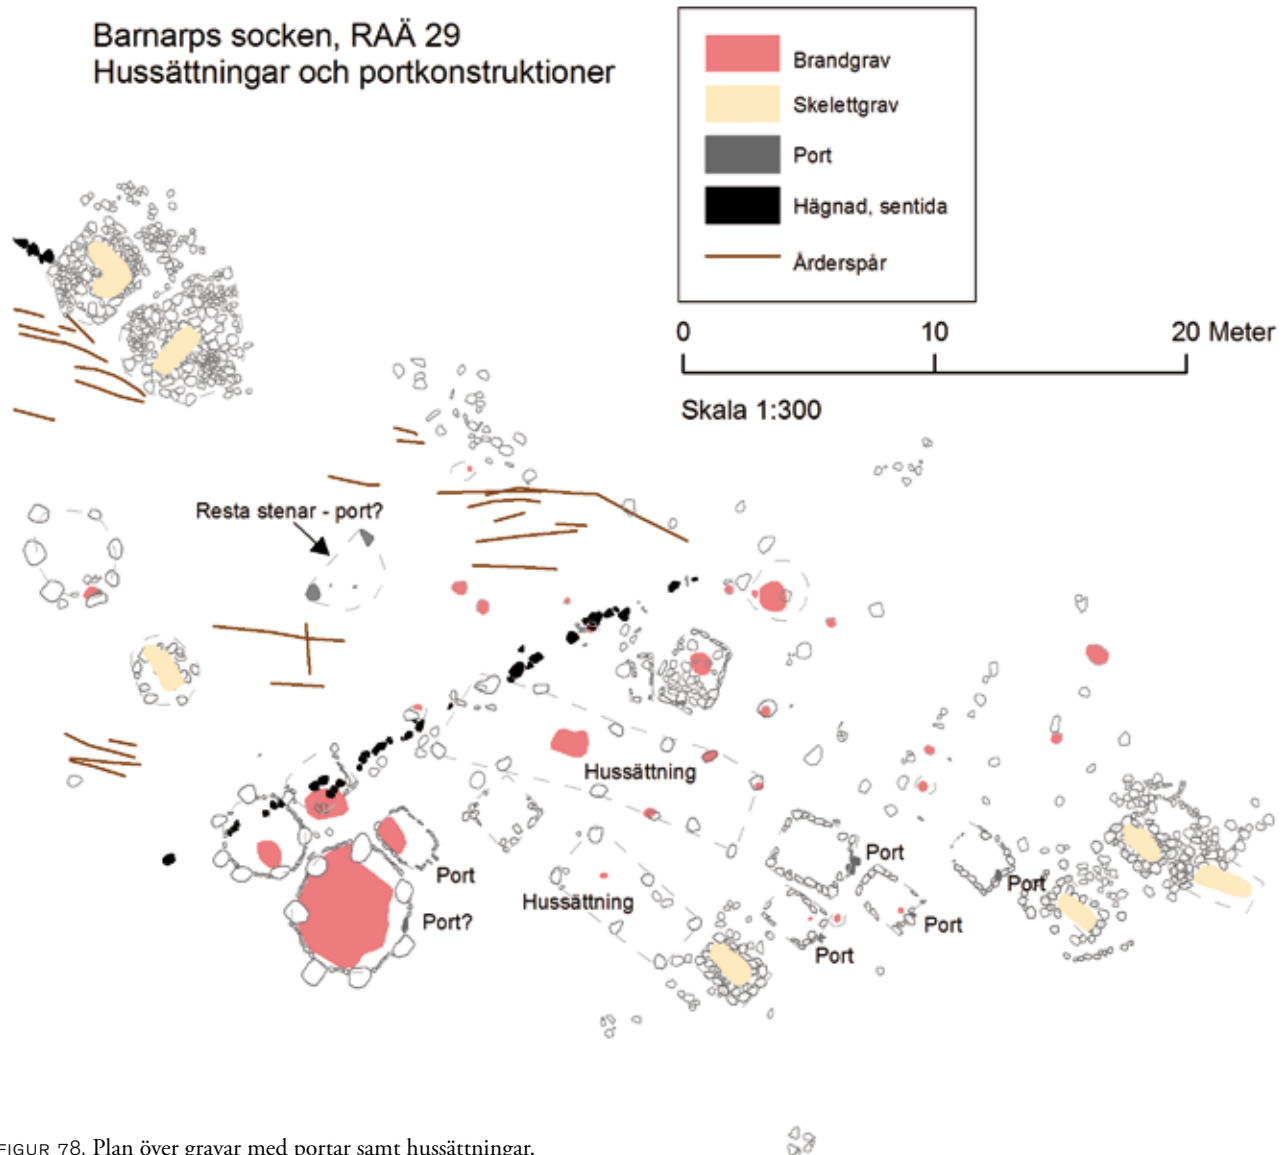 Barnarps socken, RAÄ 29
Hussättningar och portkonstruktioner
Brandgrav
Skelettgrav
Port
Hägnad, sentida
Årderspår
0 10 20 Meter
Skala 1:300
Resta stenar - port?
Hussättning
Port
Port
Port?
Hussättning
Port
Port
Port
FIGUR 78. Plan över gravar med portar samt hussättningar.